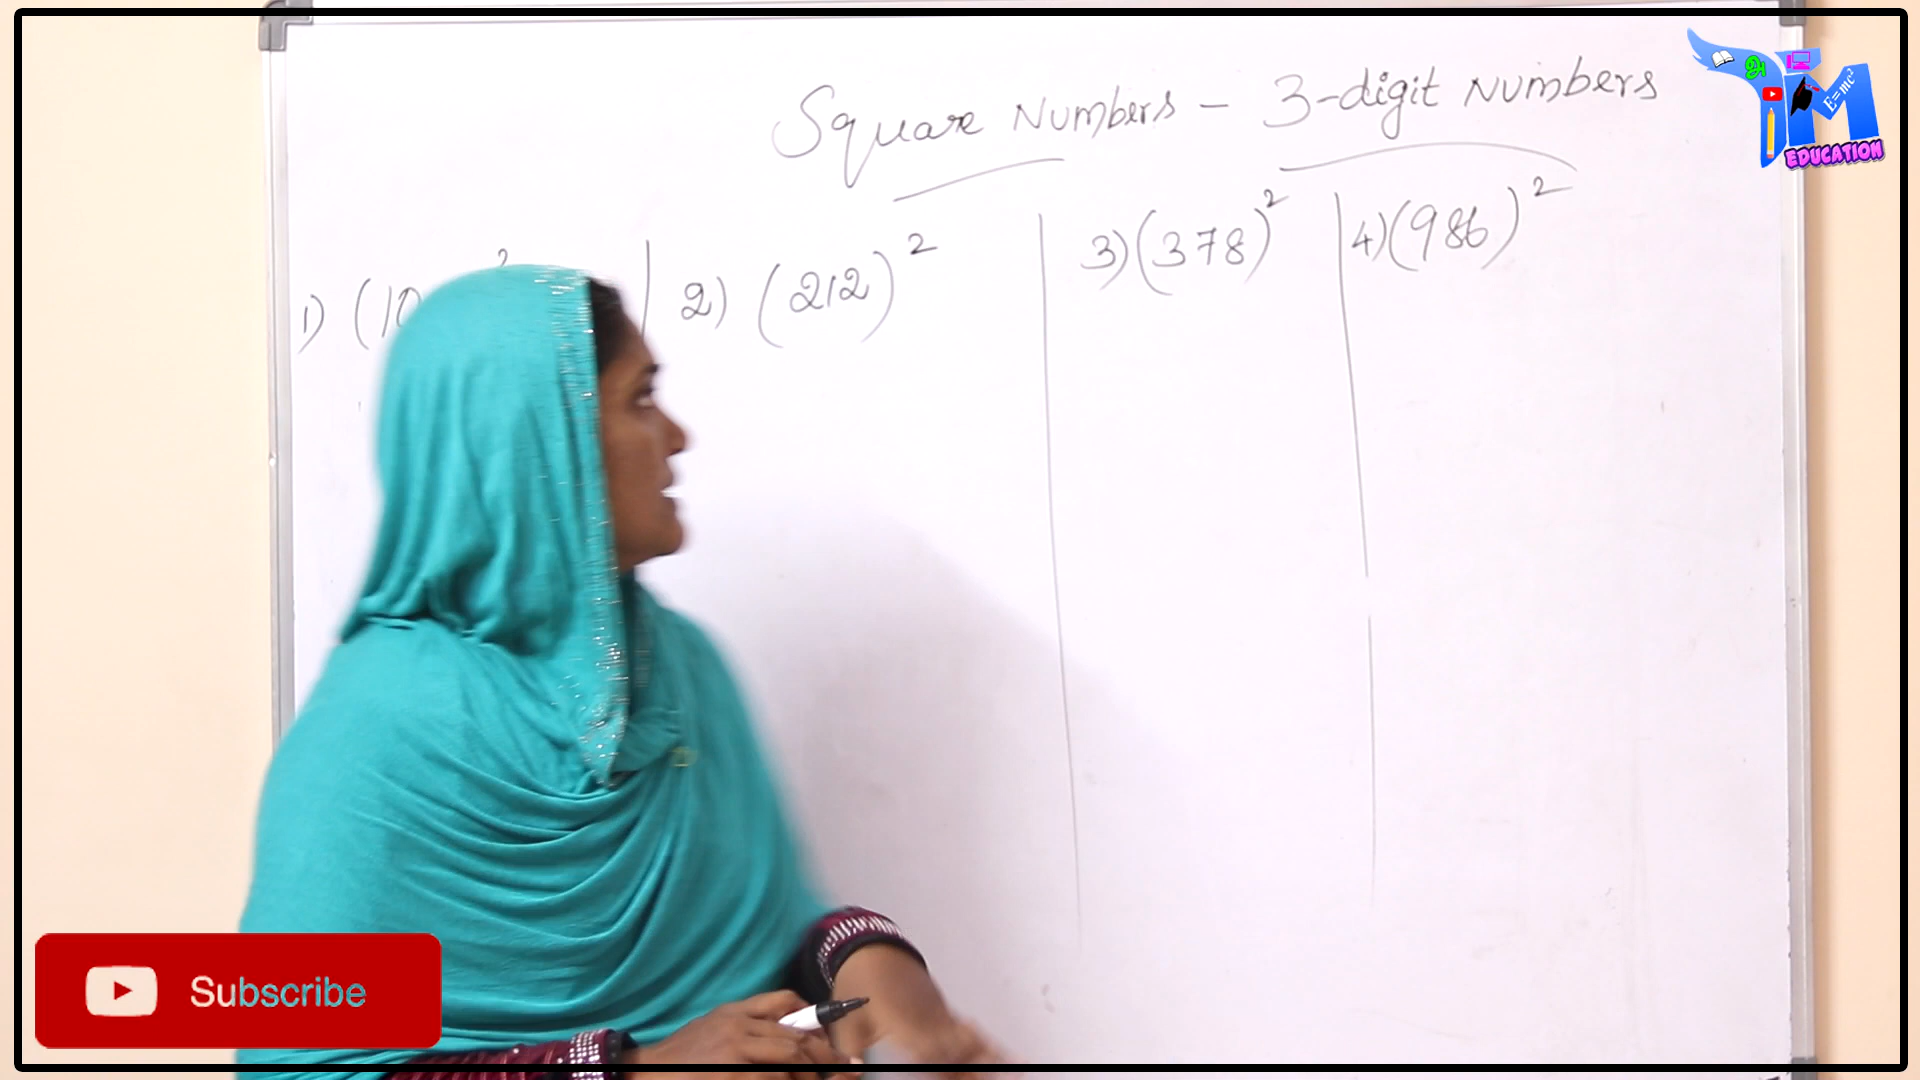 Square Numbers - 3-digit Numbers
1) (10
2
2) (212)²
3) (378)²
4) (986)²
அ
E=mc²
M
EDUCATION
Subscribe